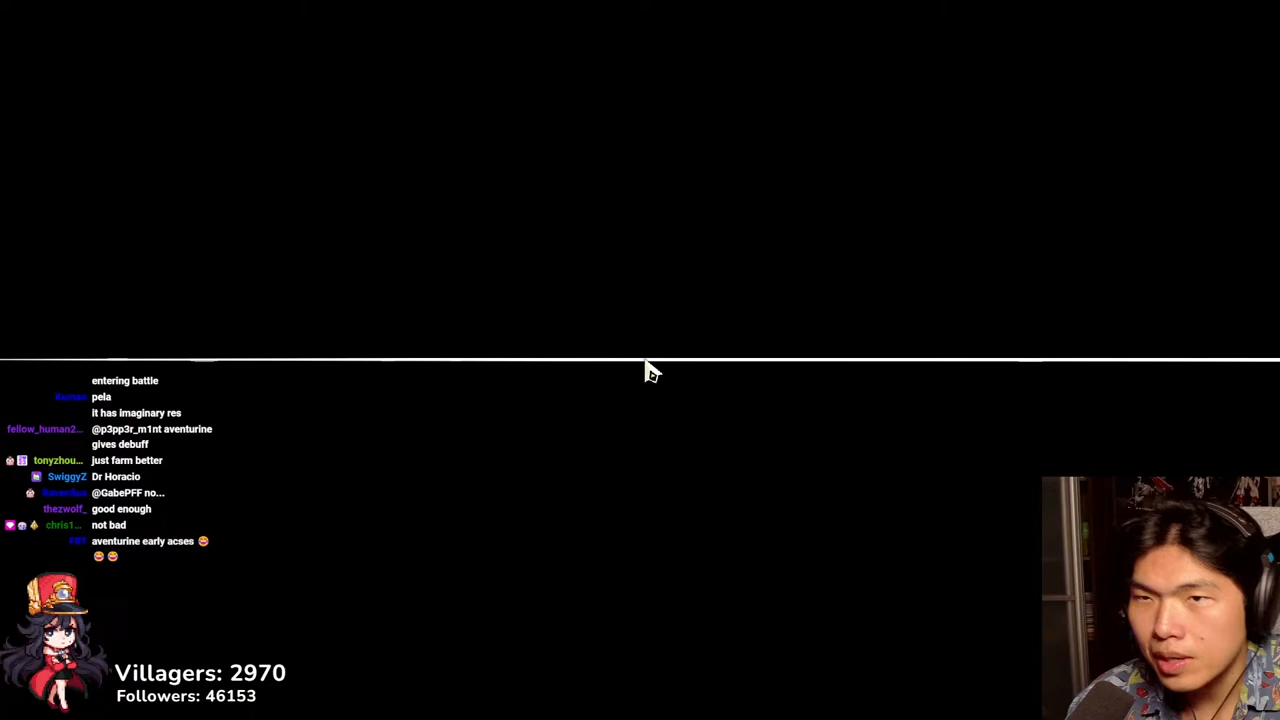 entering battle
pela
it has imaginary res
fellow_human2... @p3pp3r_m1nt aventurine
gives debuff
tonyzhou... just farm better
SwiggyZ Dr Horacio
@GabePFF no...
thezwolf_ good enough
chris1... not bad
aventurine early acses 😂
😂😂
Villagers: 2970
Followers: 46153